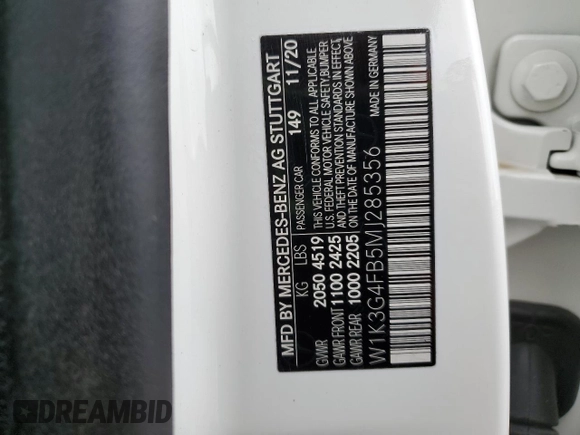 MFD BY MERCEDES-BENZ AG STUTTGART
PASSENGER CAR 149 11/20
KG LBS
GVWR 2050 4519
GAWR FRONT 1100 2425
GAWR REAR 1000 2205
THIS VEHICLE CONFORMS TO ALL APPLICABLE
U.S. FEDERAL MOTOR VEHICLE SAFETY, BUMPER
AND THEFT PREVENTION STANDARDS IN EFFECT
ON THE DATE OF MANUFACTURE SHOWN ABOVE
W1K3G4FB5MJ285356
MADE IN GERMANY
DREAMBID